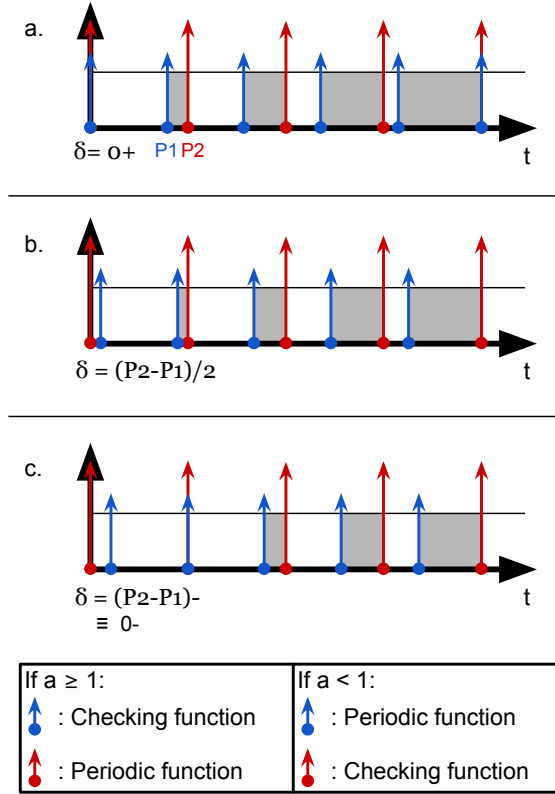 a.
δ= 0+ P1 P2 t
b.
δ = (P2-P1)/2 t
c.
δ = (P2-P1)- t
≡ 0-
If a ≥ 1: If a < 1:
: Checking function : Periodic function
: Periodic function : Checking function